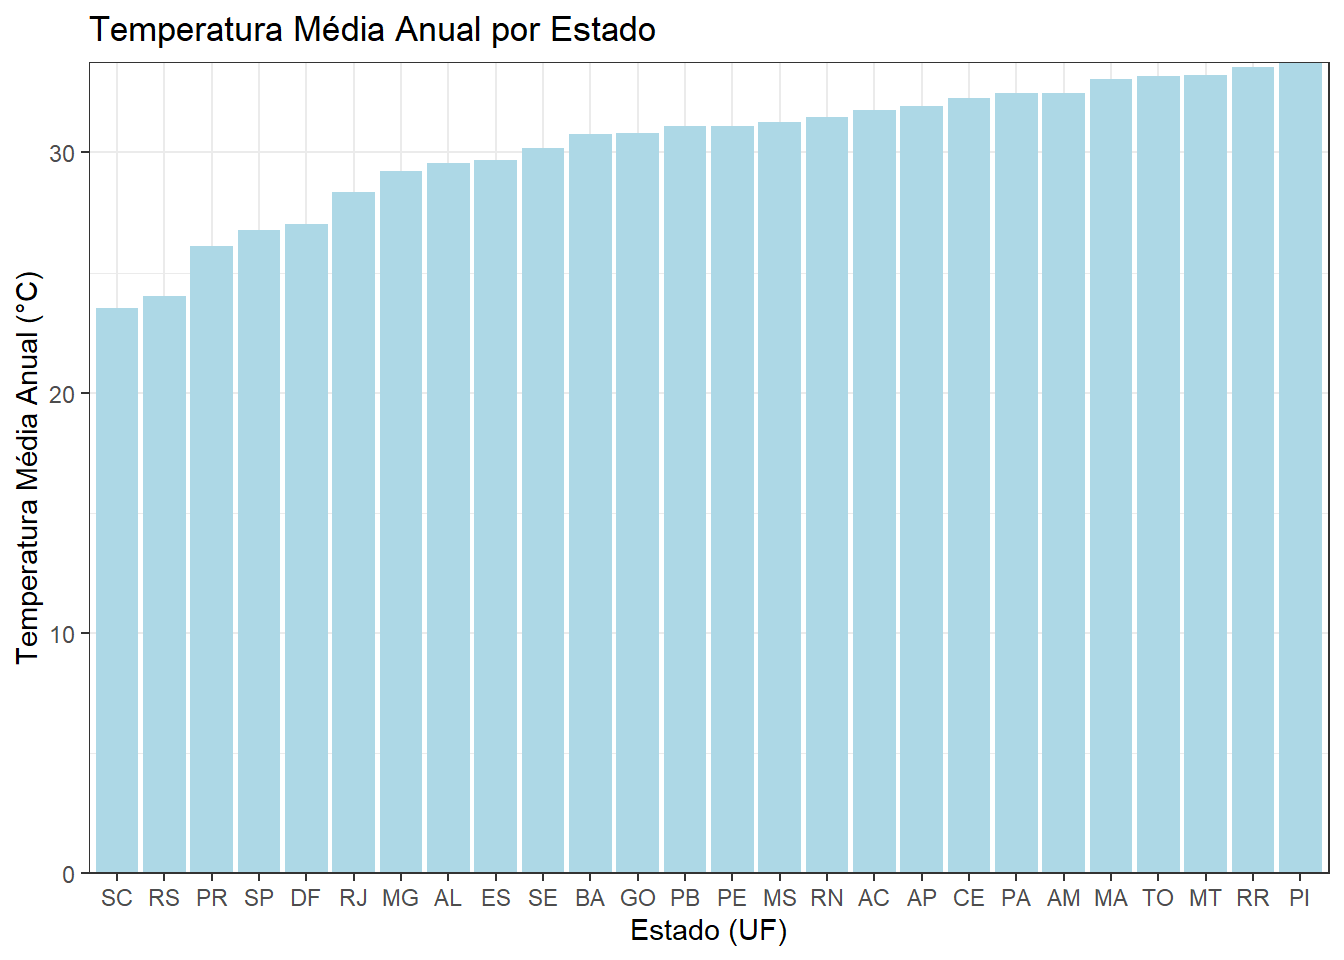 Temperatura Média Anual por Estado
Temperatura Média Anual (°C)
30
20
10
0
SC RS PR SP DF RJ MG AL ES SE BA GO PB PE MS RN AC AP CE PA AM MA TO MT RR PI
Estado (UF)